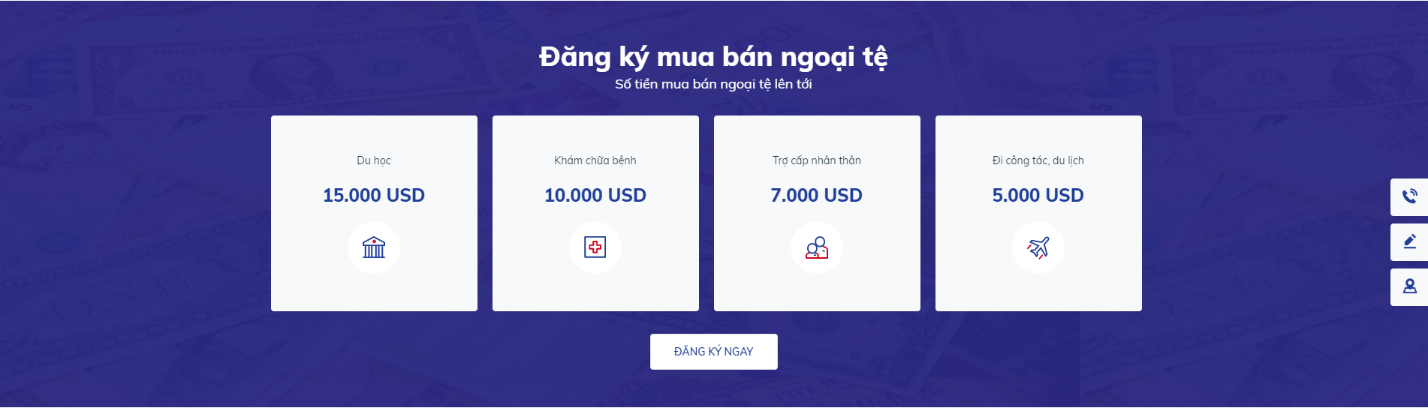 Đăng ký mua bán ngoại tệ
Số tiền mua bán ngoại tệ lên tới
Du học
15.000 USD
Khám chữa bệnh
10.000 USD
Trợ cấp nhân thân
7.000 USD
Đi công tác, du lịch
5.000 USD
ĐĂNG KÝ NGAY